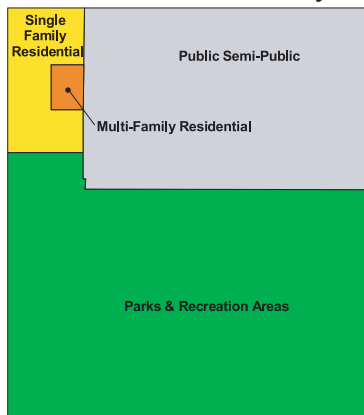 Single
Family
Residential
Public Semi-Public
Multi-Family Residential
Parks & Recreation Areas